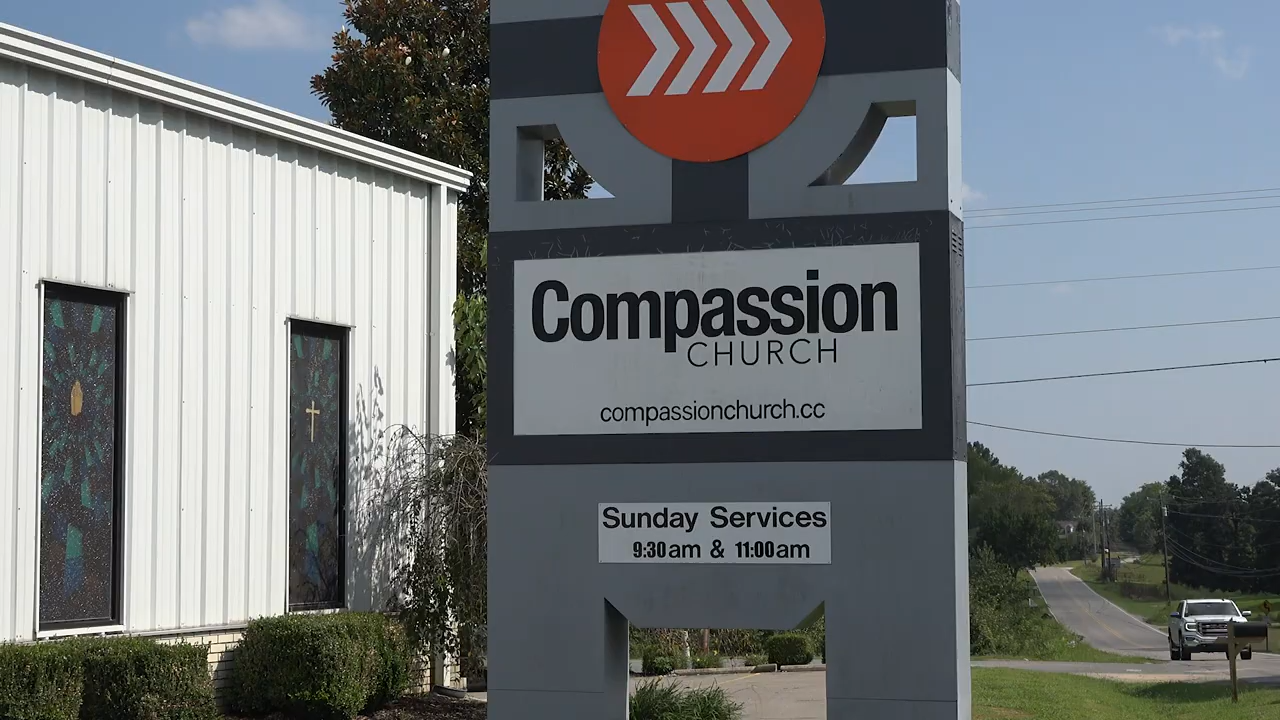 Compassion
CHURCH
compassionchurch.cc
Sunday Services
9:30am & 11:00am